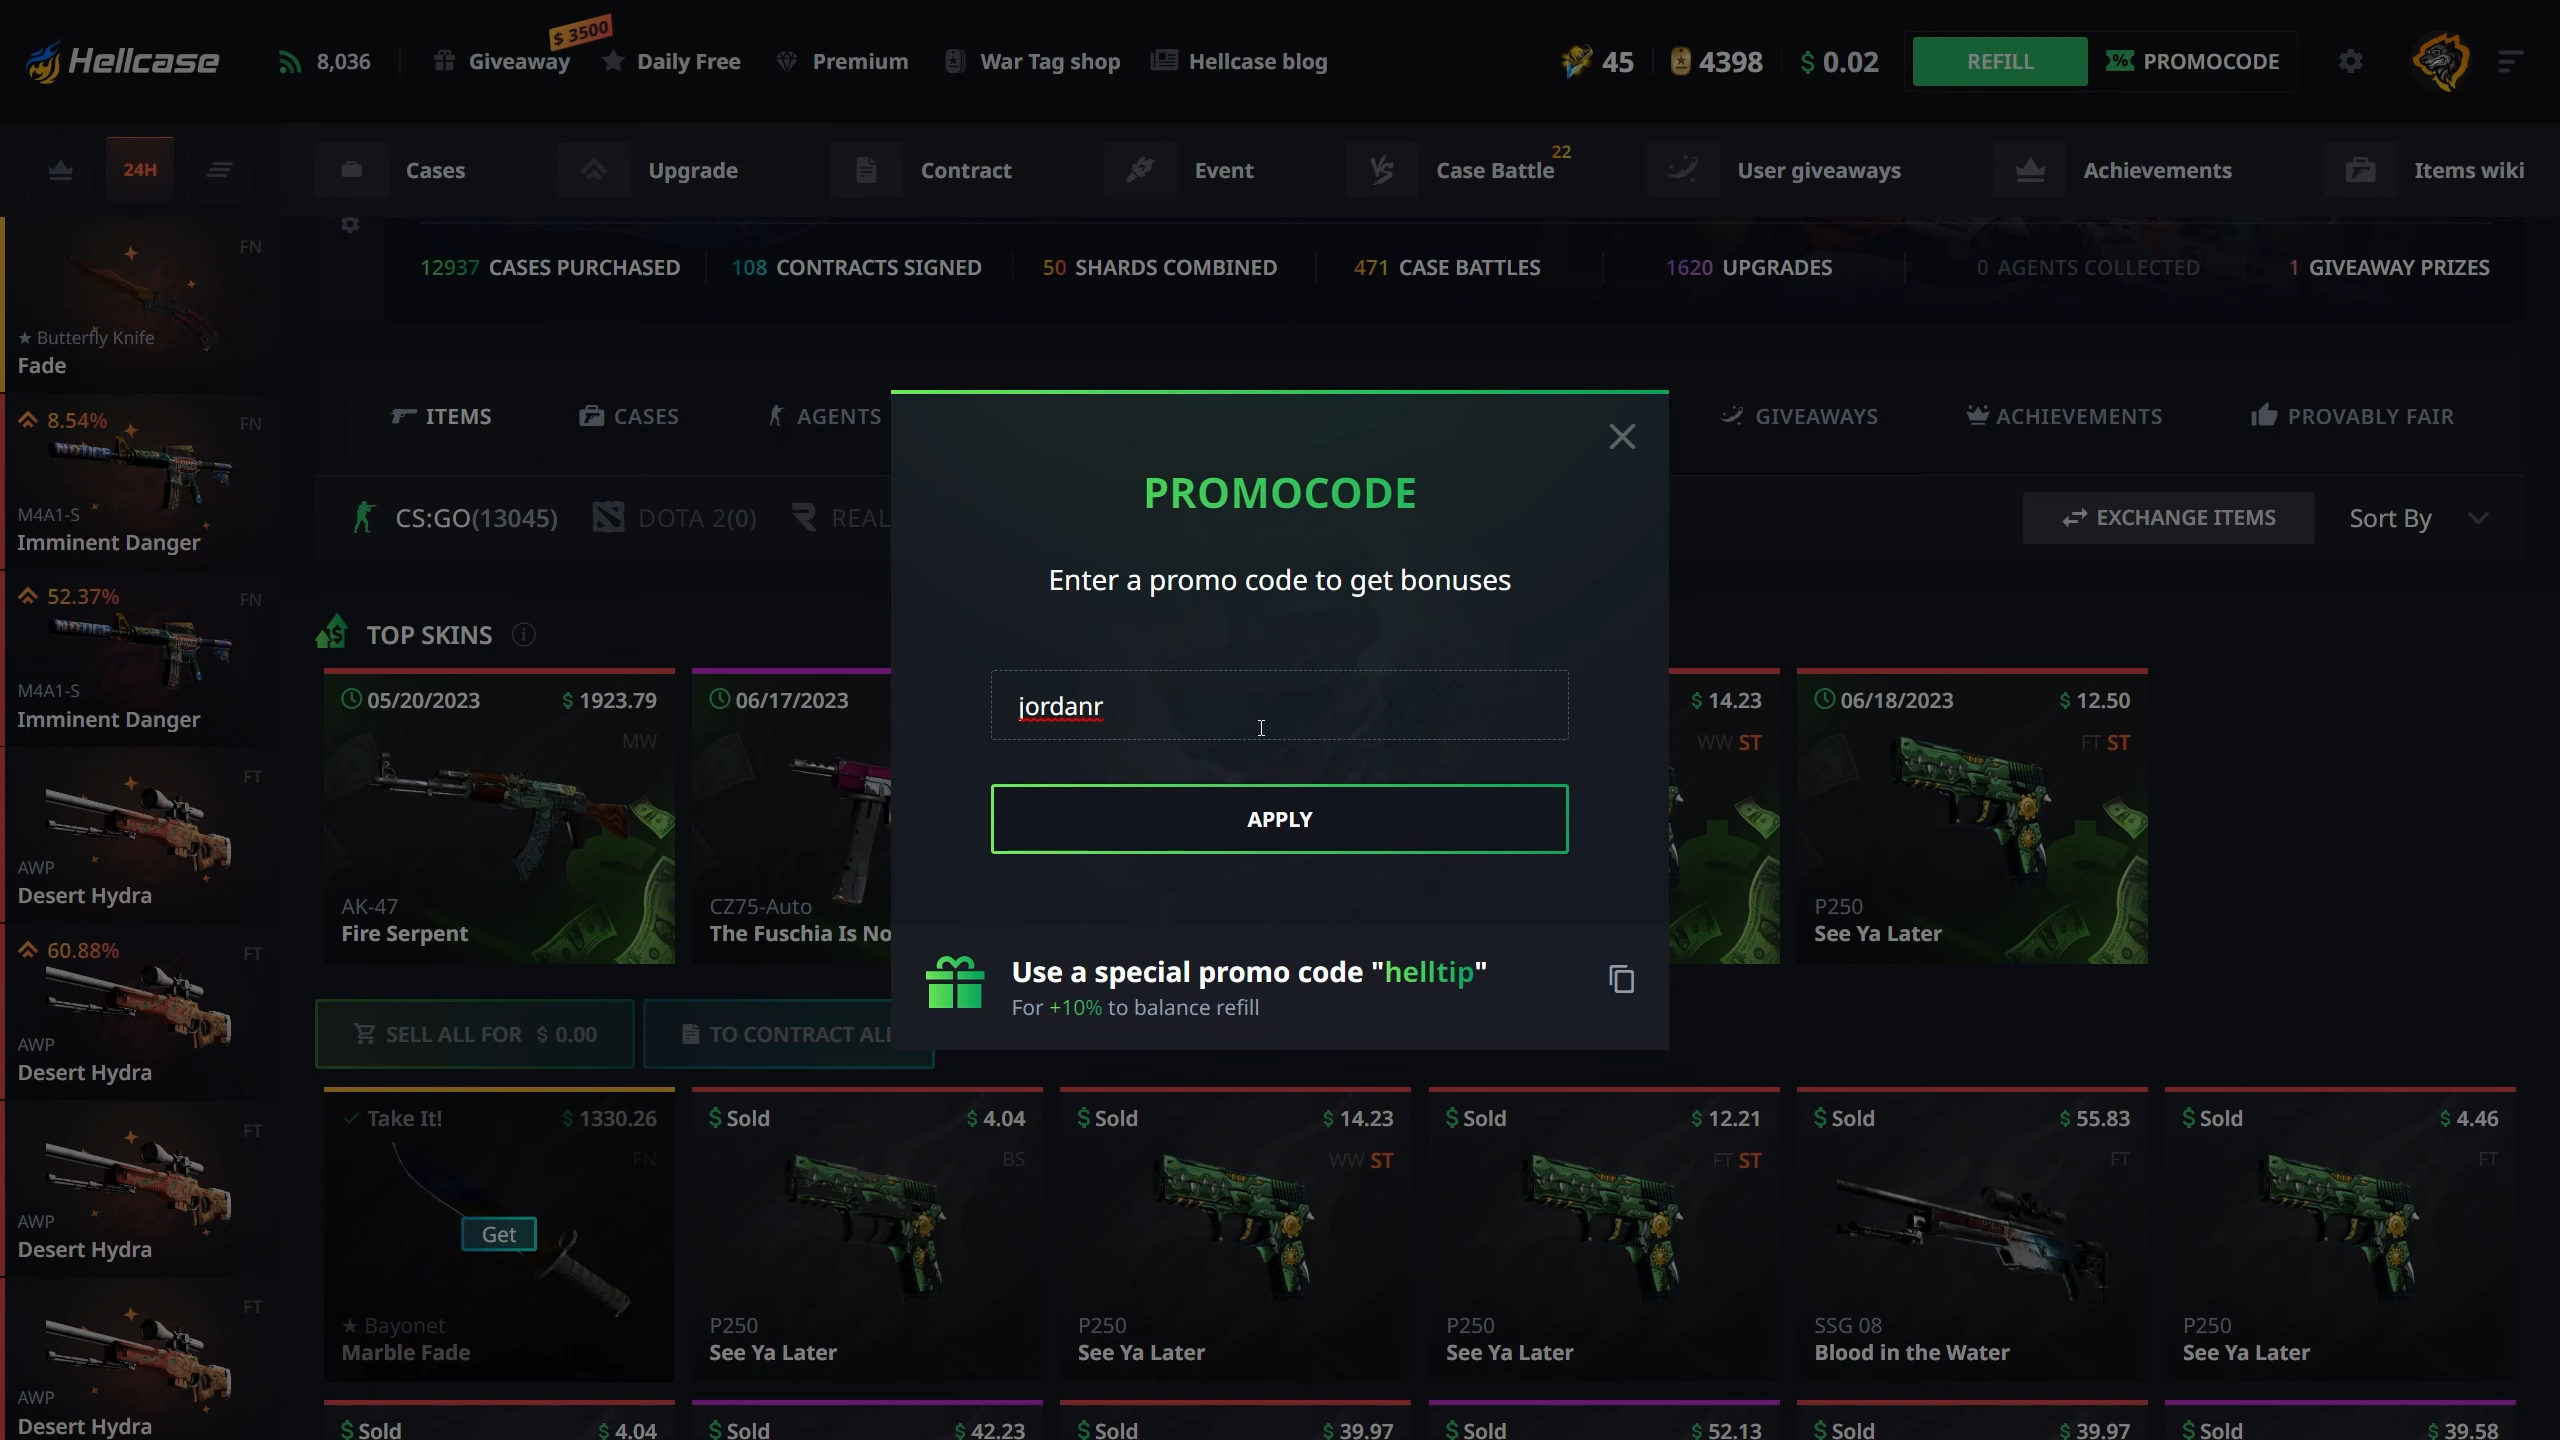 Hellcase
8,036
Giveaway
$ 3500
Daily Free
Premium
War Tag shop
Hellcase blog
45
4398
$ 0.02
REFILL
PROMOCODE
24H
Cases
Upgrade
Contract
Event
Case Battle
22
User giveaways
Achievements
Items wiki
12937 CASES PURCHASED
108 CONTRACTS SIGNED
50 SHARDS COMBINED
471 CASE BATTLES
1620 UPGRADES
0 AGENTS COLLECTED
1 GIVEAWAY PRIZES
FN
★ Butterfly Knife
Fade
8.54%
FN
M4A1-S
Imminent Danger
52.37%
FN
M4A1-S
Imminent Danger
FT
AWP
Desert Hydra
60.88%
FT
AWP
Desert Hydra
FT
AWP
Desert Hydra
FT
AWP
Desert Hydra
ITEMS
CASES
AGENTS
GIVEAWAYS
ACHIEVEMENTS
PROVABLY FAIR
CS:GO(13045)
DOTA 2(0)
REAL
EXCHANGE ITEMS
Sort By
PROMOCODE
Enter a promo code to get bonuses
jordanr
APPLY
Use a special promo code "helltip"
For +10% to balance refill
TOP SKINS
05/20/2023
$ 1923.79
MW
AK-47
Fire Serpent
06/17/2023
CZ75-Auto
The Fuschia Is No
$ 14.23
WW ST
06/18/2023
$ 12.50
FT ST
P250
See Ya Later
SELL ALL FOR $ 0.00
TO CONTRACT ALL
Take It!
$ 1330.26
FN
Get
★ Bayonet
Marble Fade
$ Sold
$ 4.04
BS
P250
See Ya Later
$ Sold
$ 14.23
WW ST
P250
See Ya Later
$ Sold
$ 12.21
FT ST
P250
See Ya Later
$ Sold
$ 55.83
FT
SSG 08
Blood in the Water
$ Sold
$ 4.46
FT
P250
See Ya Later
$ Sold
$ 4.04
$ Sold
$ 42.23
$ Sold
$ 39.97
$ Sold
$ 52.13
$ Sold
$ 39.97
$ Sold
$ 39.58